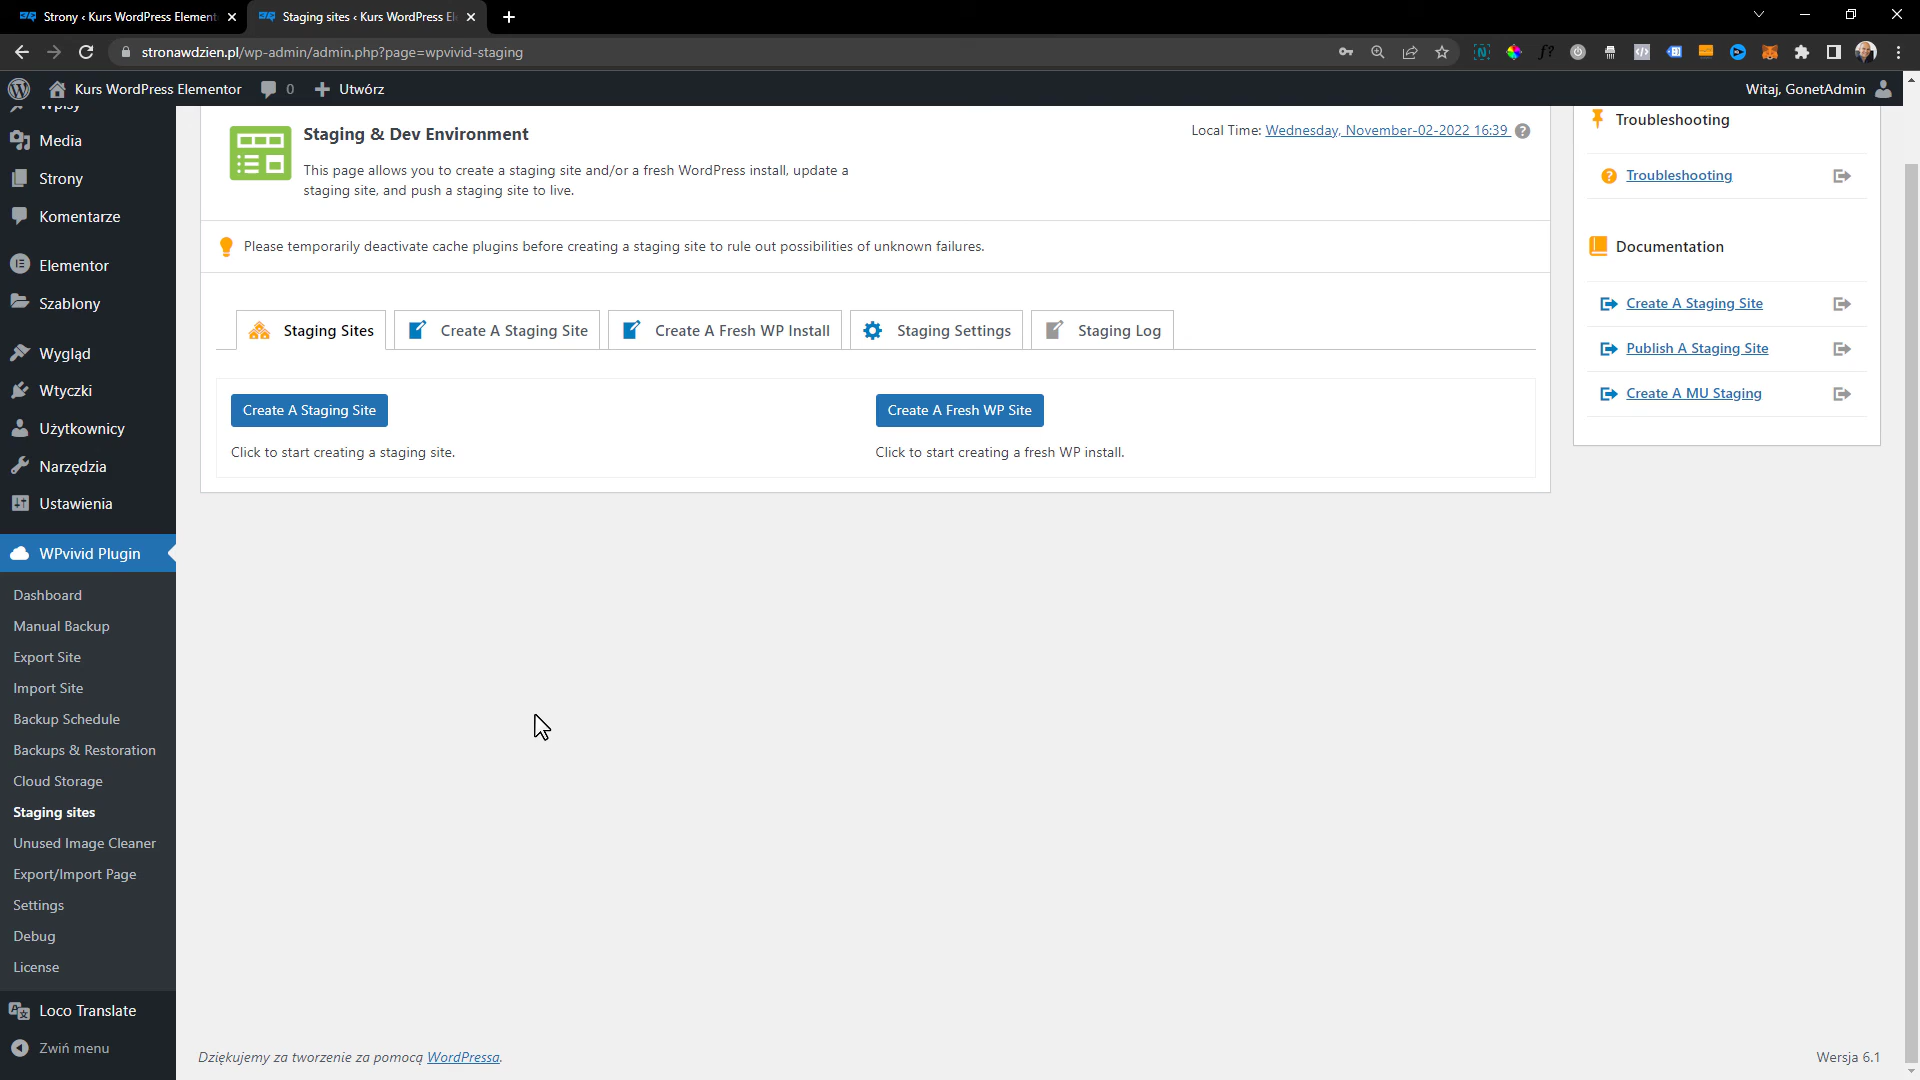 Strony ‹ Kurs WordPress Element
Staging sites ‹ Kurs WordPress El
stronawdzien.pl/wp-admin/admin.php?page=wpvivid-staging
Kurs WordPress Elementor
0
Utwórz
Witaj, GonetAdmin
Wpisy
Media
Strony
Komentarze
Elementor
Szablony
Wygląd
Wtyczki
Użytkownicy
Narzędzia
Ustawienia
WPvivid Plugin
Dashboard
Manual Backup
Export Site
Import Site
Backup Schedule
Backups & Restoration
Cloud Storage
Staging sites
Unused Image Cleaner
Export/Import Page
Settings
Debug
License
Loco Translate
Zwiń menu
Staging & Dev Environment
Local Time: Wednesday, November-02-2022 16:39
This page allows you to create a staging site and/or a fresh WordPress install, update a
staging site, and push a staging site to live.
Please temporarily deactivate cache plugins before creating a staging site to rule out possibilities of unknown failures.
Staging Sites
Create A Staging Site
Create A Fresh WP Install
Staging Settings
Staging Log
Create A Staging Site
Create A Fresh WP Site
Click to start creating a staging site.
Click to start creating a fresh WP install.
Troubleshooting
Troubleshooting
Documentation
Create A Staging Site
Publish A Staging Site
Create A MU Staging
Dziękujemy za tworzenie za pomocą WordPressa.
Wersja 6.1